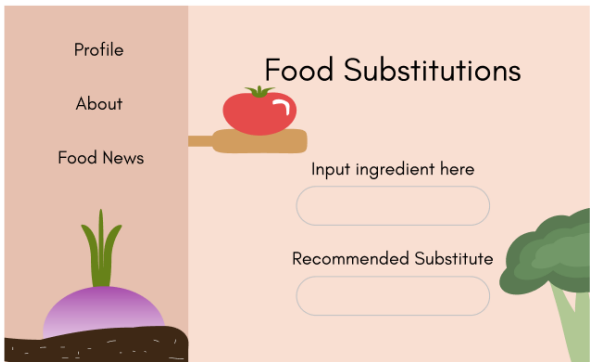 Profile
About
Food News
Food Substitutions
Input ingredient here
Recommended Substitute